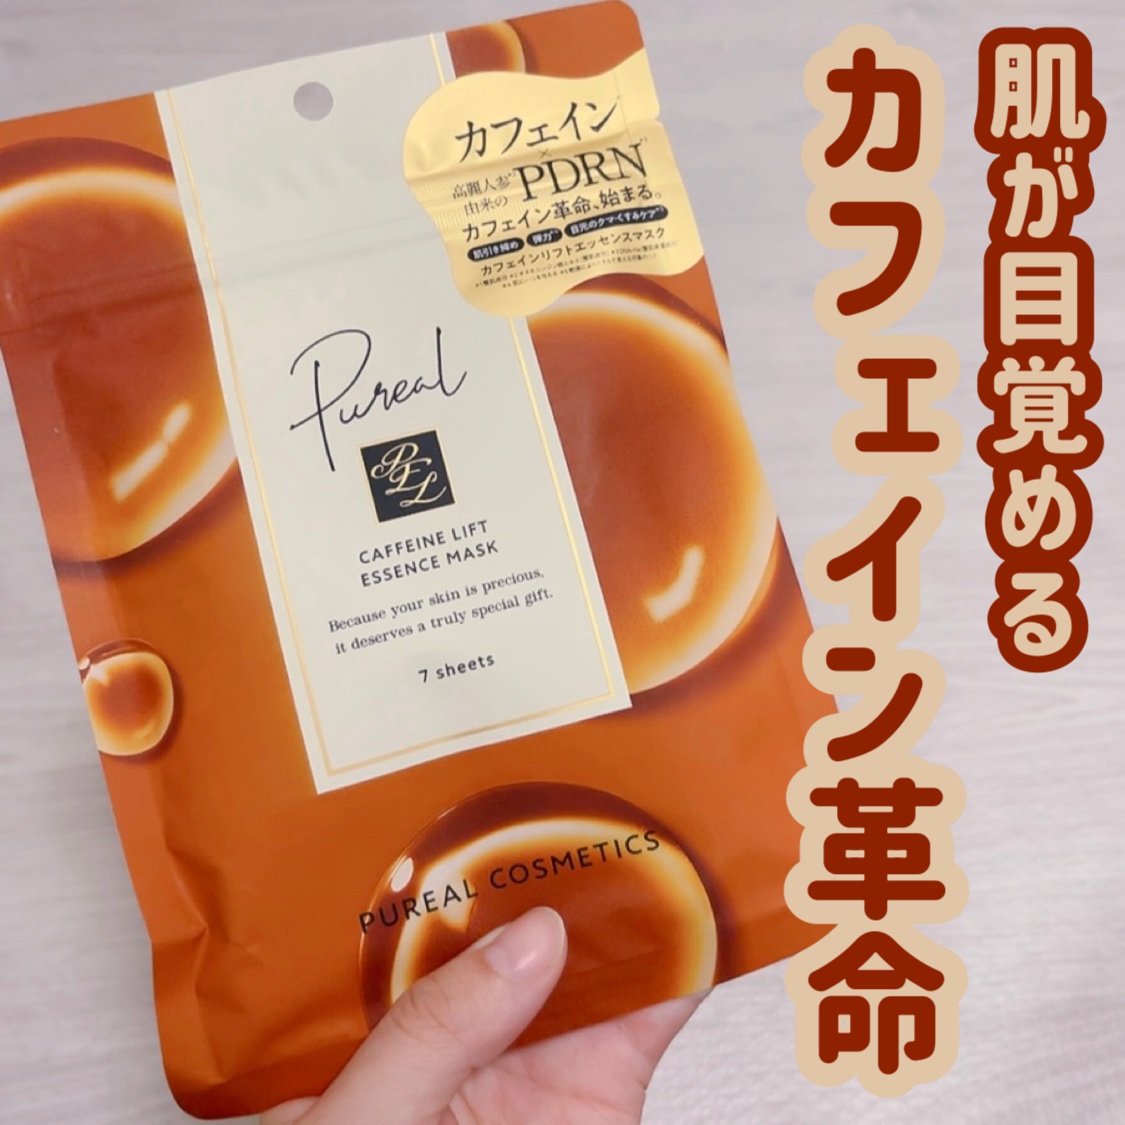 肌が目覚める
カフェイン革命
カフェイン
×
高麗人参
由来の
PDRN
カフェイン革命、始まる。
肌引き締め 弾力 目元のクマ・くすみケア
カフェインリフトエッセンスマスク
Pureal
PEL
CAFFEINE LIFT
ESSENCE MASK
Because your skin is precious,
it deserves a truly special gift.
7 sheets
PUREAL COSMETICS